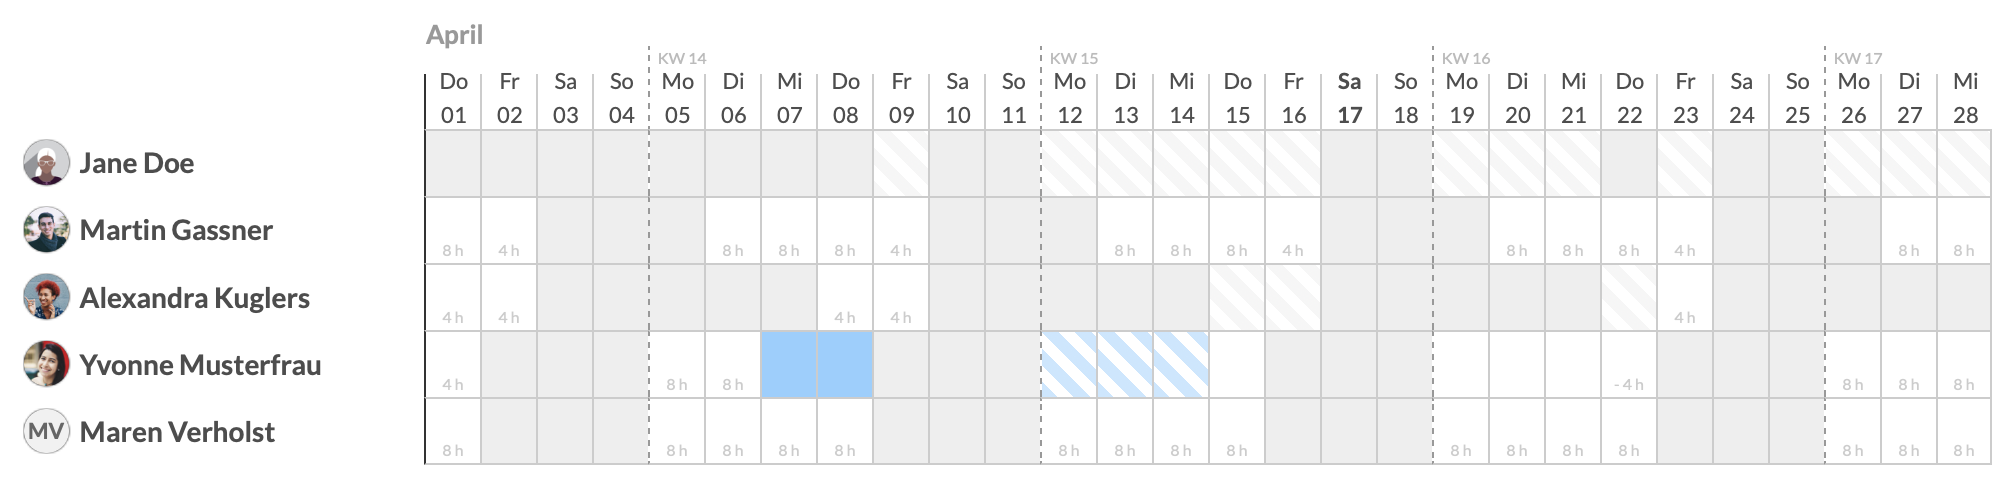 April
KW 14 KW 15 KW 16 KW 17
Do Fr Sa So Mo Di Mi Do Fr Sa So Mo Di Mi Do Fr Sa So Mo Di Mi Do Fr Sa So Mo Di Mi
01 02 03 04 05 06 07 08 09 10 11 12 13 14 15 16 17 18 19 20 21 22 23 24 25 26 27 28
Jane Doe
Martin Gassner 8 h 4 h 8 h 8 h 8 h 4 h 8 h 8 h 8 h 4 h 8 h 8 h 8 h 4 h 8 h 8 h
Alexandra Kuglers 4 h 4 h 4 h 4 h 4 h
Yvonne Musterfrau 4 h 8 h 8 h - 4 h 8 h 8 h 8 h
MV Maren Verholst 8 h 8 h 8 h 8 h 8 h 8 h 8 h 8 h 8 h 8 h 8 h 8 h 8 h 8 h 8 h 8 h